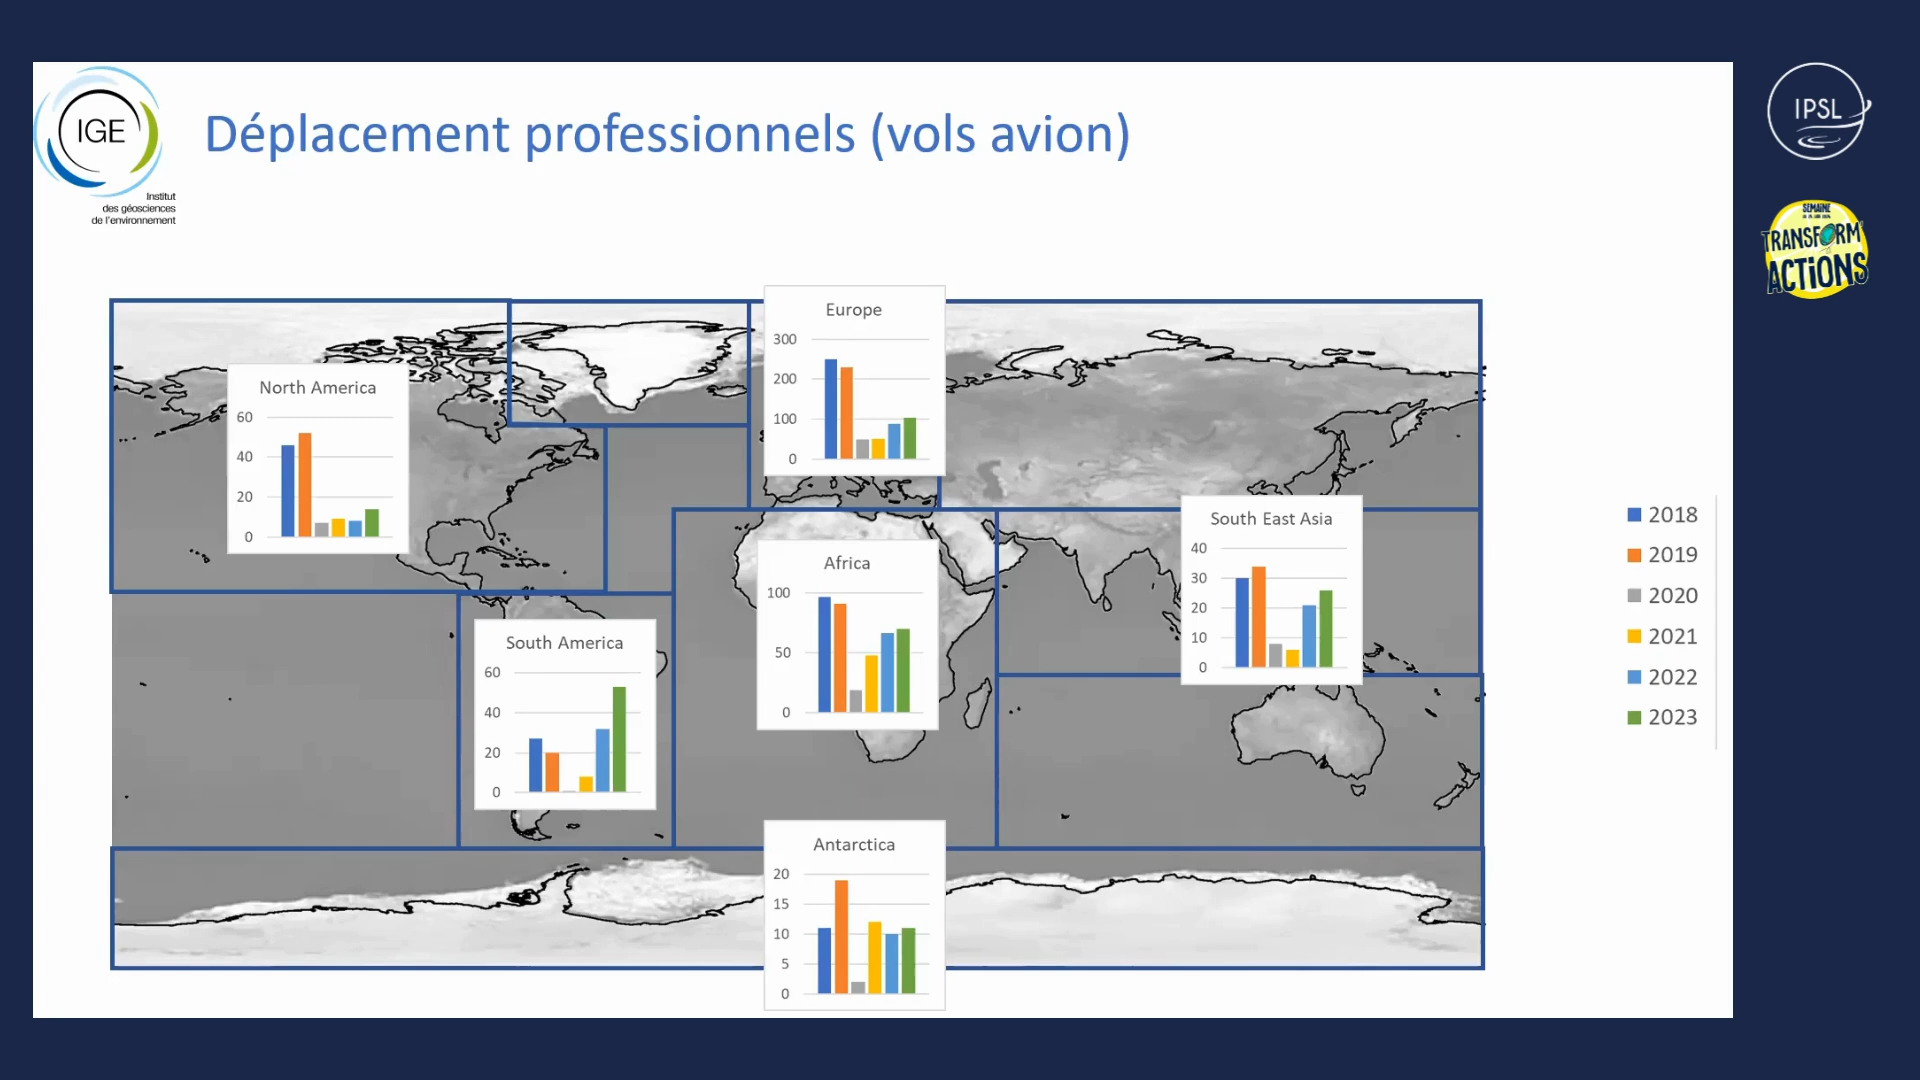 IGE
Institut
des géosciences
de l'environnement
Déplacement professionnels (vols avion)
IPSL
SEMAINE
TRANSFORM
ACTIONS
Europe
300
200
100
0
North America
60
40
20
0
South East Asia
40
30
20
10
0
Africa
100
50
0
South America
60
40
20
0
Antarctica
20
15
10
5
0
2018
2019
2020
2021
2022
2023